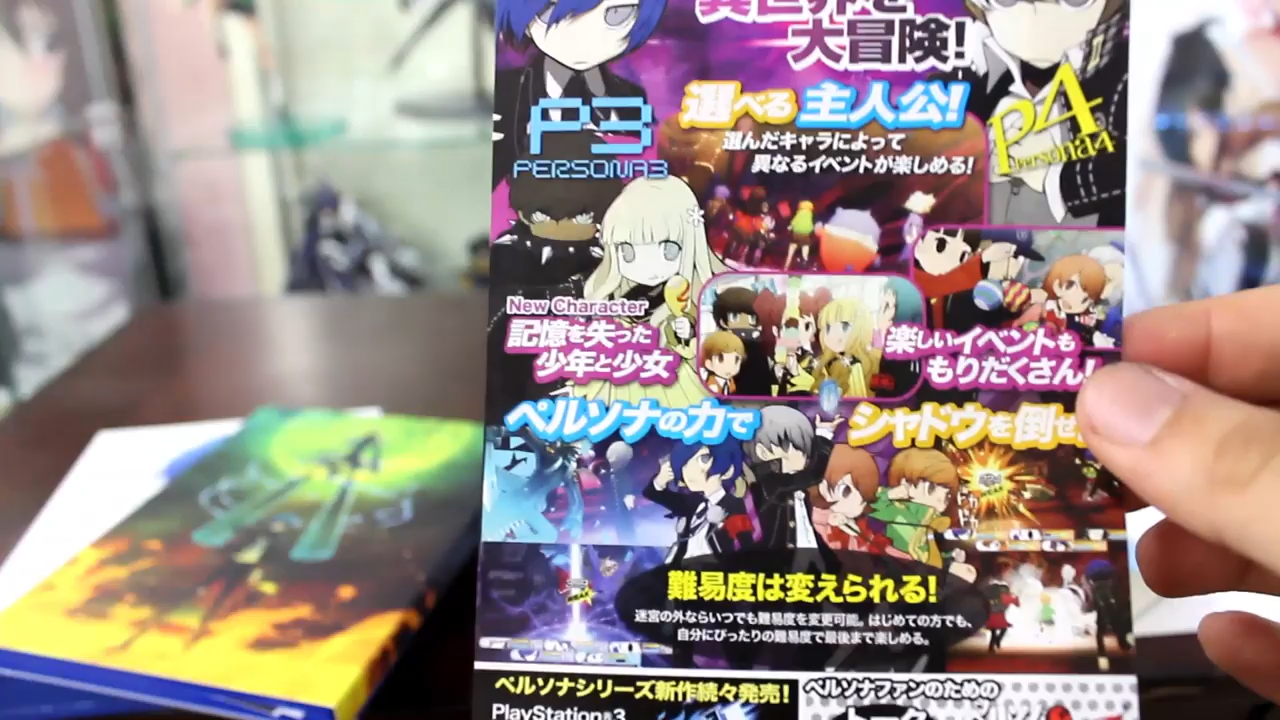 異世界を
大冒険!
P3
PERSONA3
選べる 主人公!
選んだキャラによって
異なるイベントが楽しめる!
P4
Persona4
New Character
記憶を失った
少年と少女
楽しいイベントも
もりだくさん!
ペルソナの力で
シャドウを倒せ
難易度は変えられる!
迷宮の外ならいつでも難易度を変更可能。はじめての方でも、
自分にぴったりの難易度で最後まで楽しめる。
ペルソナシリーズ新作続々発売!
PlayStation®3
ペルソナファンのための